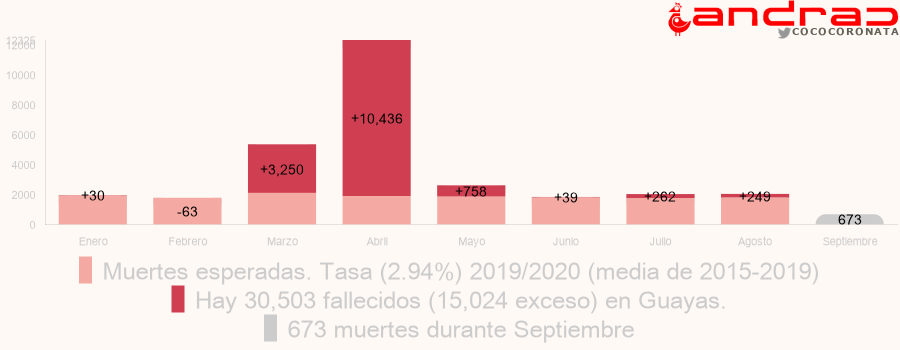 andrab
COCOCORONATA
12325
12000
10000
8000
6000
4000
2000
0
+30
-63
+3,250
+10,436
+758
+39
+262
+249
673
Enero
Febrero
Marzo
Abril
Mayo
Junio
Julio
Agosto
Septiembre
Muertes esperadas. Tasa (2.94%) 2019/2020 (media de 2015-2019)
Hay 30,503 fallecidos (15,024 exceso) en Guayas.
673 muertes durante Septiembre